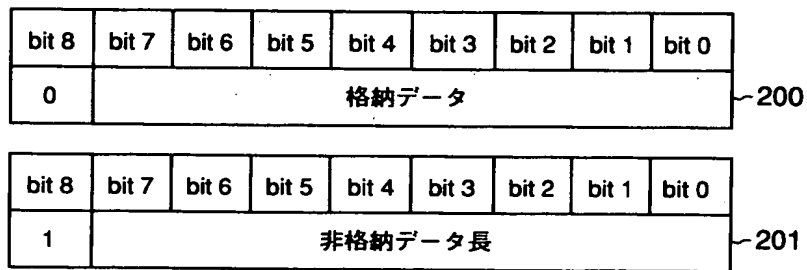 bit 8 bit 7 bit 6 bit 5 bit 4 bit 3 bit 2 bit 1 bit 0
0 格納データ 200
bit 8 bit 7 bit 6 bit 5 bit 4 bit 3 bit 2 bit 1 bit 0
1 非格納データ長 201